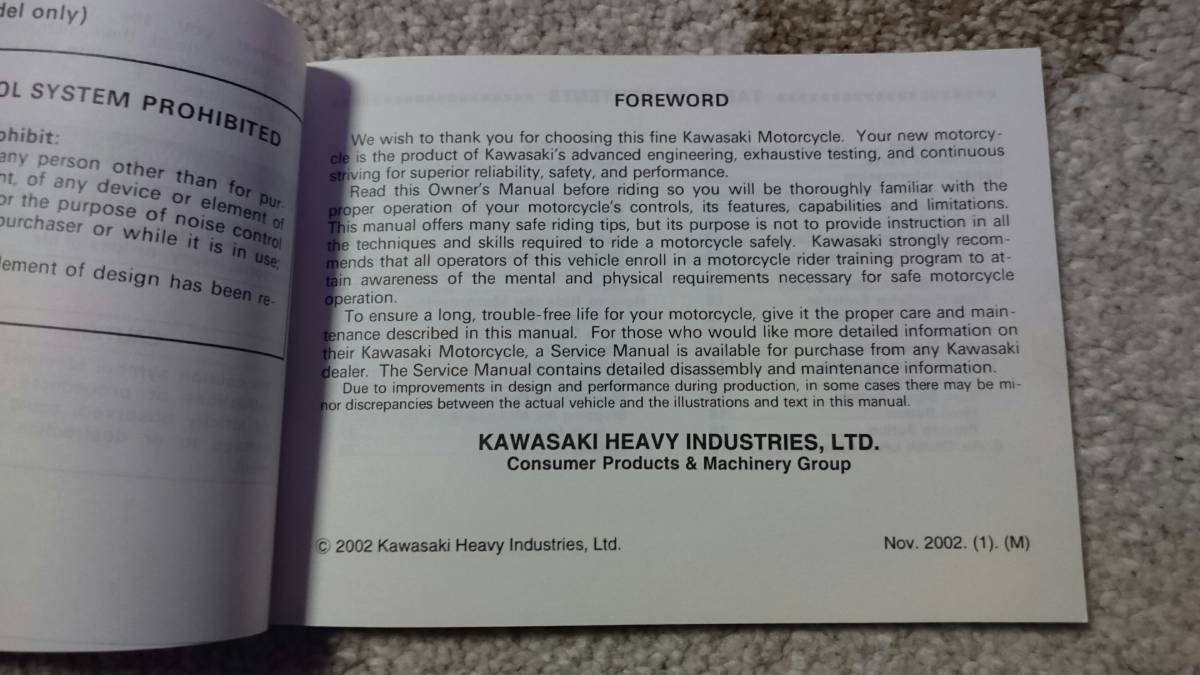 del only)
OL SYSTEM PROHIBITED
ohibit:
any person other than for pur-
nt, of any device or element of
or the purpose of noise control
purchaser or while it is in use;
lement of design has been re-
FOREWORD
We wish to thank you for choosing this fine Kawasaki Motorcycle. Your new motorcy-
cle is the product of Kawasaki's advanced engineering, exhaustive testing, and continuous
striving for superior reliability, safety, and performance.
Read this Owner's Manual before riding so you will be thoroughly familiar with the
proper operation of your motorcycle's controls, its features, capabilities and limitations.
This manual offers many safe riding tips, but its purpose is not to provide instruction in all
the techniques and skills required to ride a motorcycle safely. Kawasaki strongly recom-
mends that all operators of this vehicle enroll in a motorcycle rider training program to at-
tain awareness of the mental and physical requirements necessary for safe motorcycle
operation.
To ensure a long, trouble-free life for your motorcycle, give it the proper care and main-
tenance described in this manual. For those who would like more detailed information on
their Kawasaki Motorcycle, a Service Manual is available for purchase from any Kawasaki
dealer. The Service Manual contains detailed disassembly and maintenance information.
Due to improvements in design and performance during production, in some cases there may be mi-
nor discrepancies between the actual vehicle and the illustrations and text in this manual.
KAWASAKI HEAVY INDUSTRIES, LTD.
Consumer Products & Machinery Group
© 2002 Kawasaki Heavy Industries, Ltd.
Nov. 2002. (1). (M)